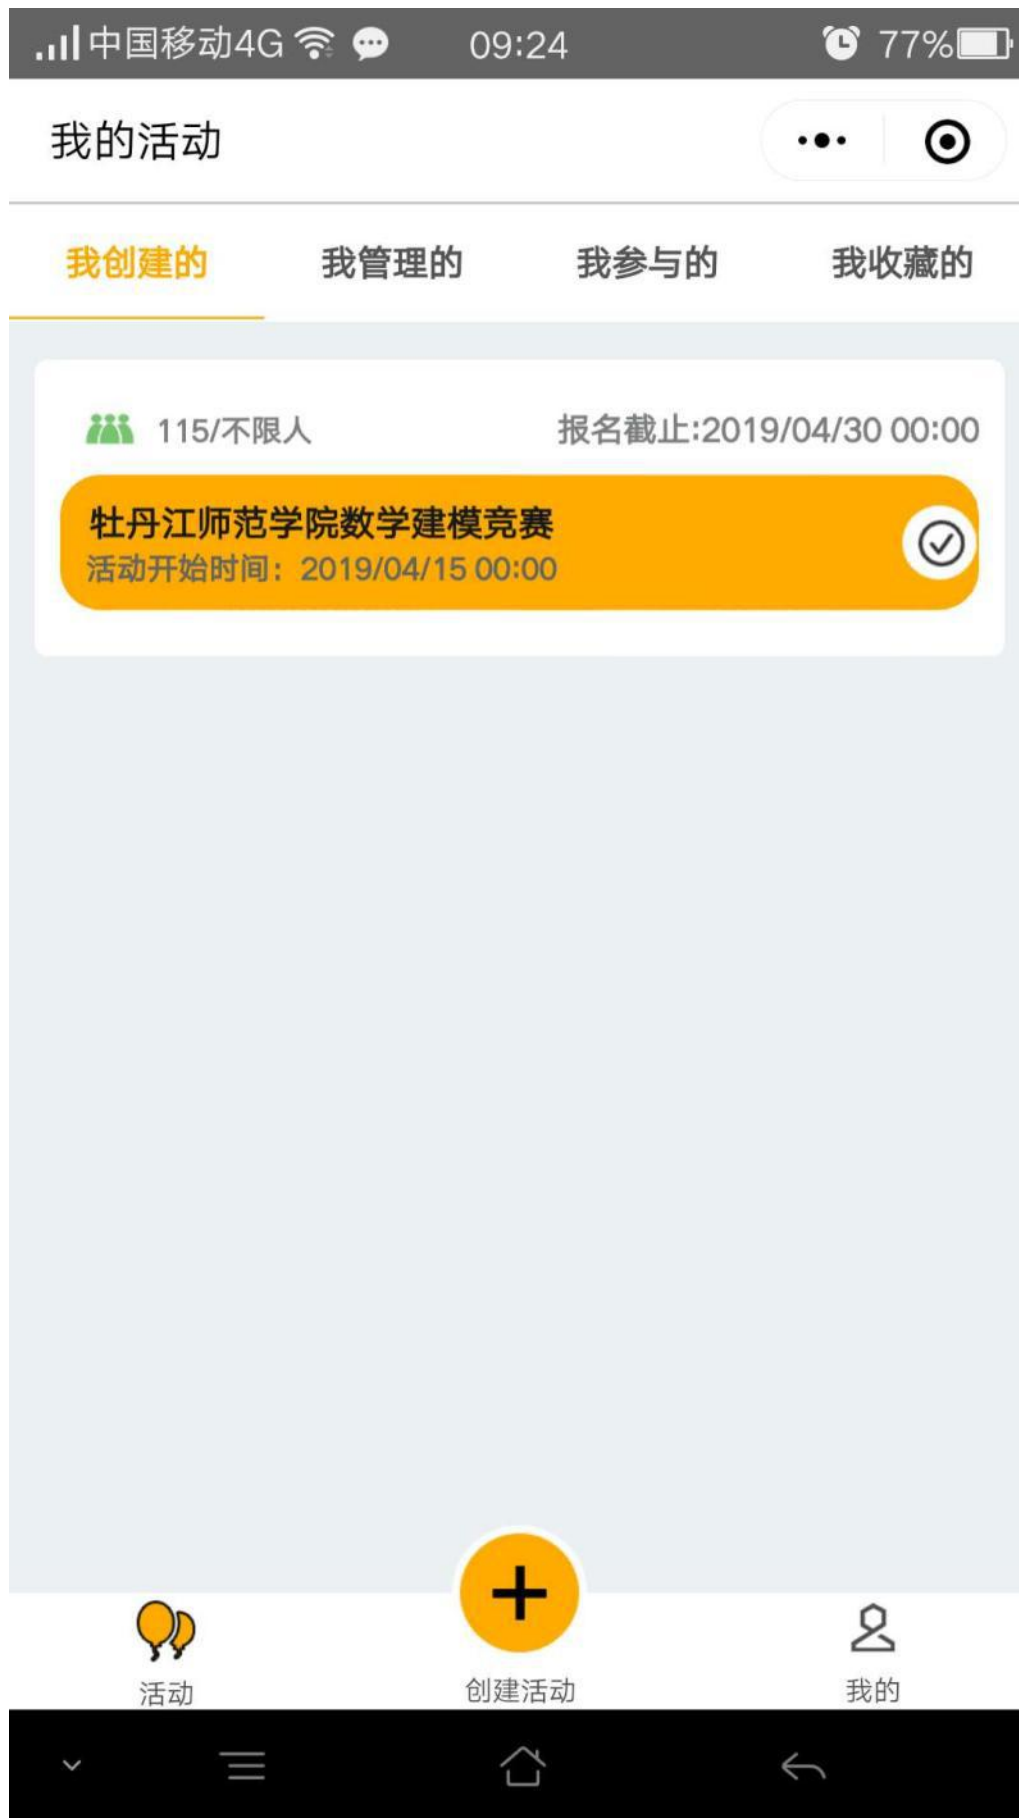 中国移动4G 09:24 77%
我的活动
我创建的 我管理的 我参与的 我收藏的
115/不限人 报名截止:2019/04/30 00:00
牡丹江师范学院数学建模竞赛
活动开始时间：2019/04/15 00:00
活动 创建活动 我的